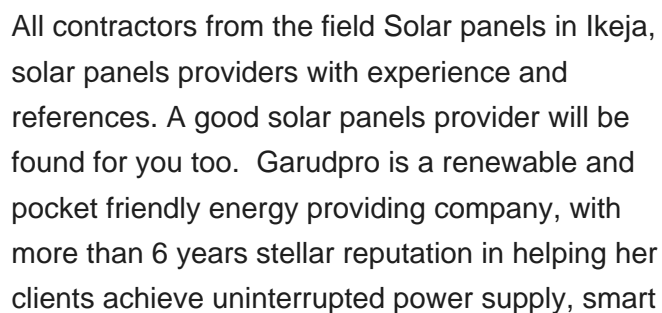 All contractors from the field Solar panels in Ikeja,
solar panels providers with experience and
references. A good solar panels provider will be
found for you too.  Garudpro is a renewable and
pocket friendly energy providing company, with
more than 6 years stellar reputation in helping her
clients achieve uninterrupted power supply, smart